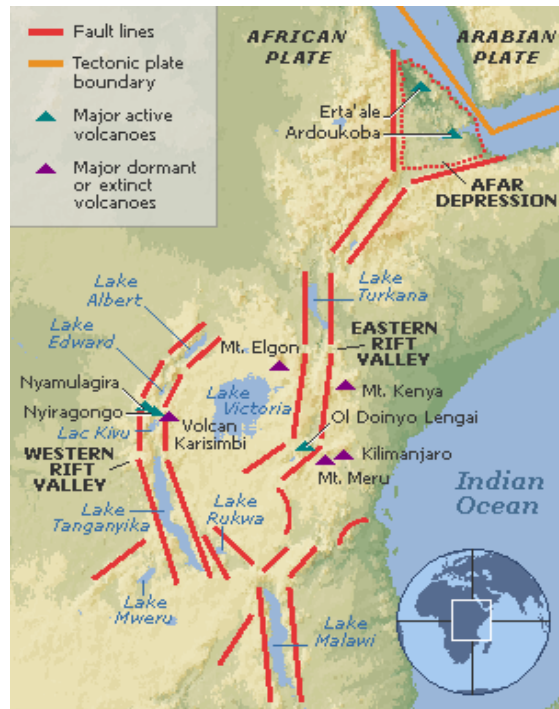 Fault lines
Tectonic plate
boundary
Major active
volcanoes
Major dormant
or extinct
volcanoes
AFRICAN
PLATE
ARABIAN
PLATE
Erta'ale
Ardoukoba
AFAR
DEPRESSION
Lake
Turkana
Lake
Albert
Lake
Edward
Mt. Elgon
EASTERN
RIFT
VALLEY
Nyamulagira
Nyiragongo
Lac Kivu
Volcan
Karisimbi
Lake
Victoria
Mt. Kenya
Ol Doinyo Lengai
WESTERN
RIFT
VALLEY
Kilimanjaro
Mt. Meru
Indian
Ocean
Lake
Tanganyika
Lake
Rukwa
Lake
Mweru
Lake
Malawi